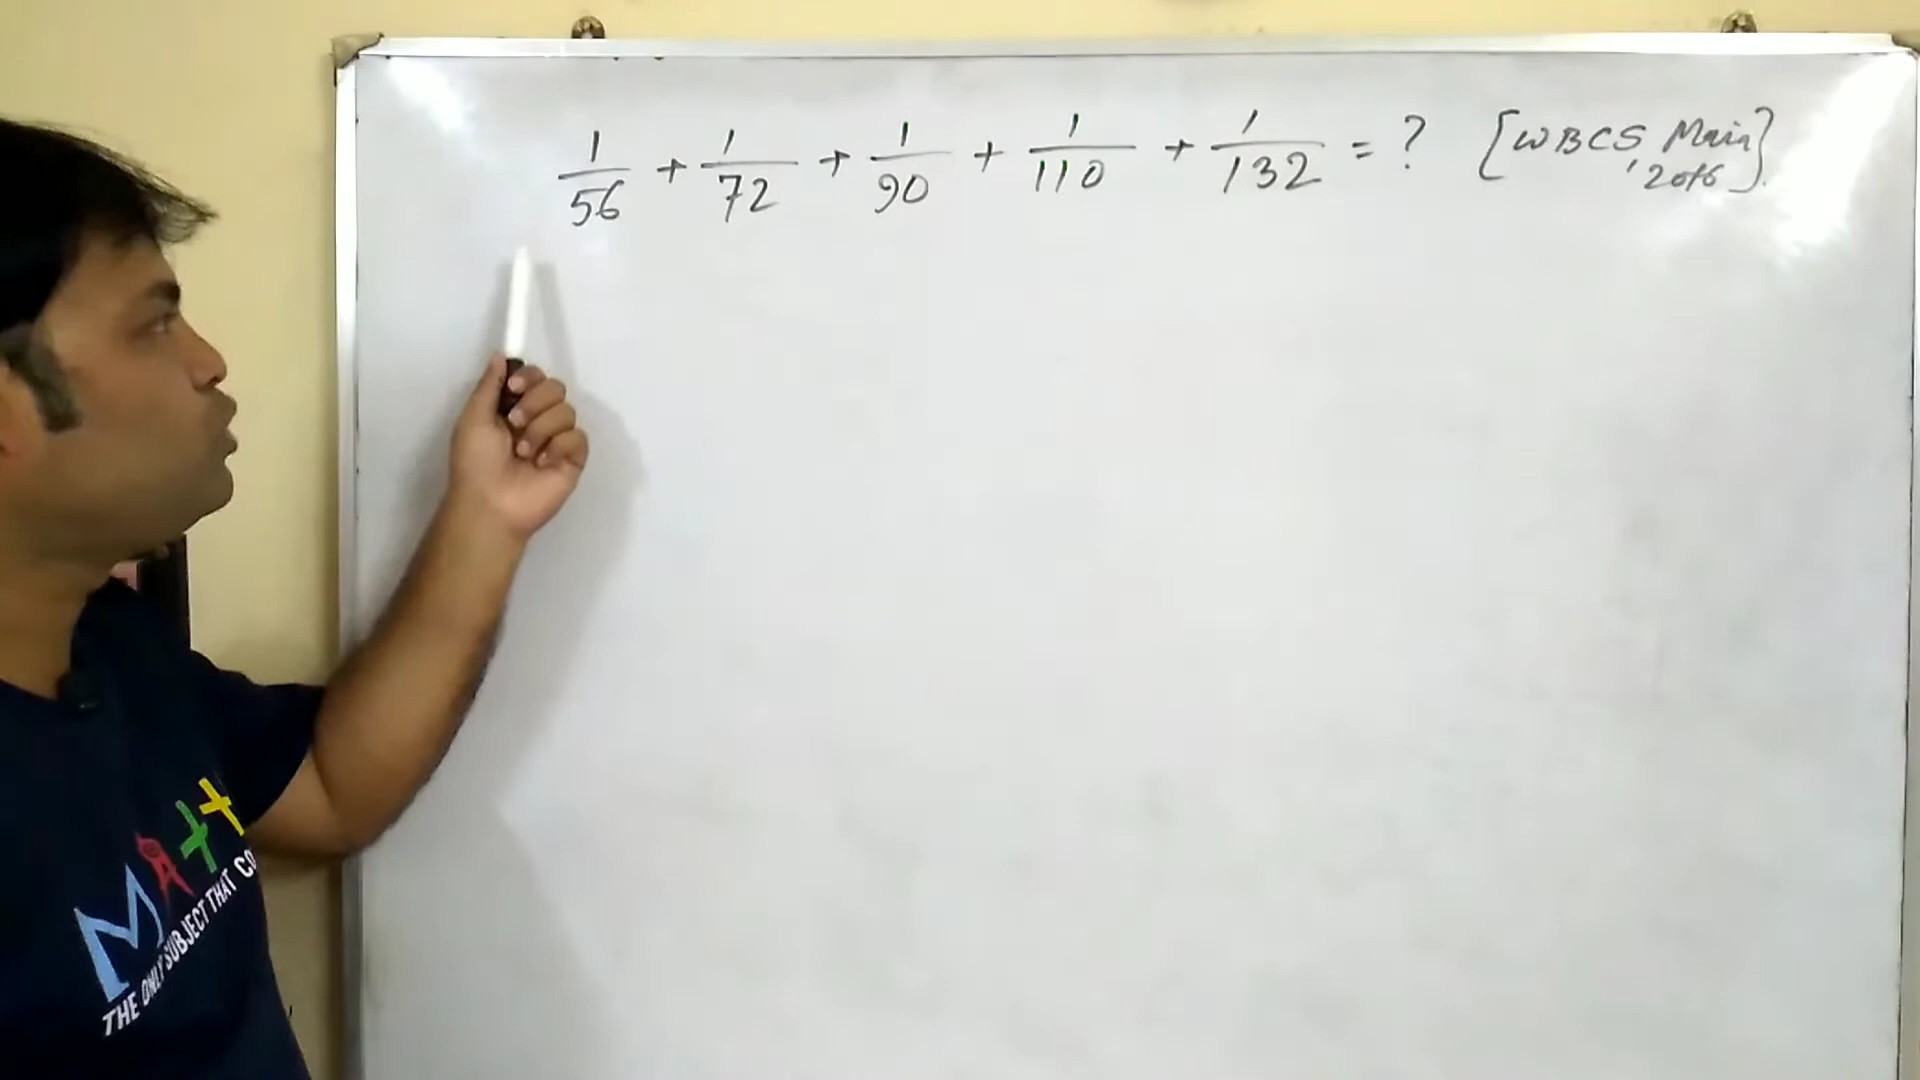 1/56 + 1/72 + 1/90 + 1/110 + 1/132 = ? [WBCS Main, '2016].
MATH
THE ONLY SUBJECT THAT CO